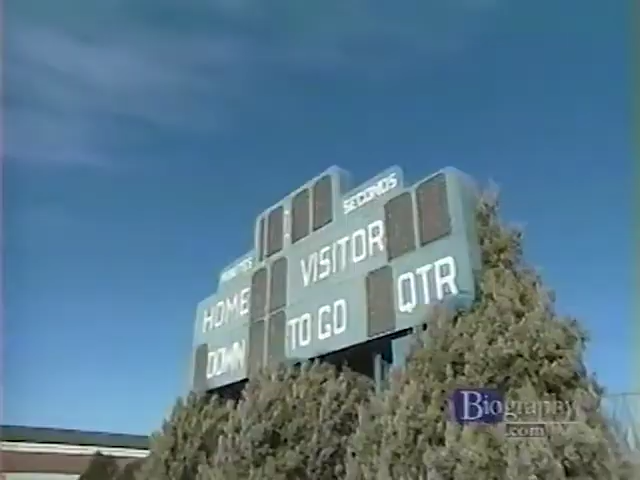 MINUTES SECONDS
HOME VISITOR
DOWN TO GO QTR
Biography
.com